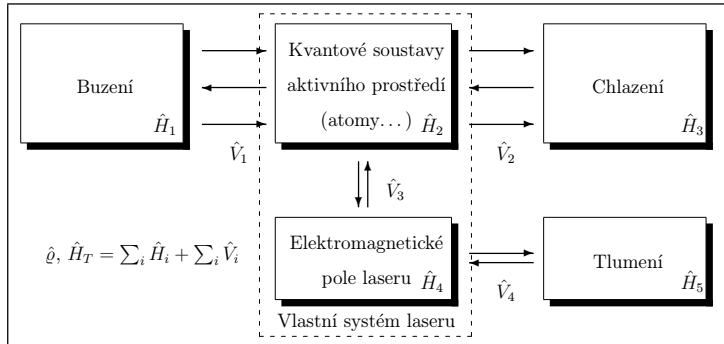 Buzení
Ĥ₁
V̂₁
Kvantové soustavy
aktivního prostředí
(atomy...)
Ĥ₂
V̂₂
Chlazení
Ĥ₃
V̂₃
ϱ̂, Ĥ_T = ∑ᵢ Ĥᵢ + ∑ᵢ V̂ᵢ
Elektromagnetické
pole laseru
Ĥ₄
V̂₄
Tlumení
Ĥ₅
Vlastní systém laseru